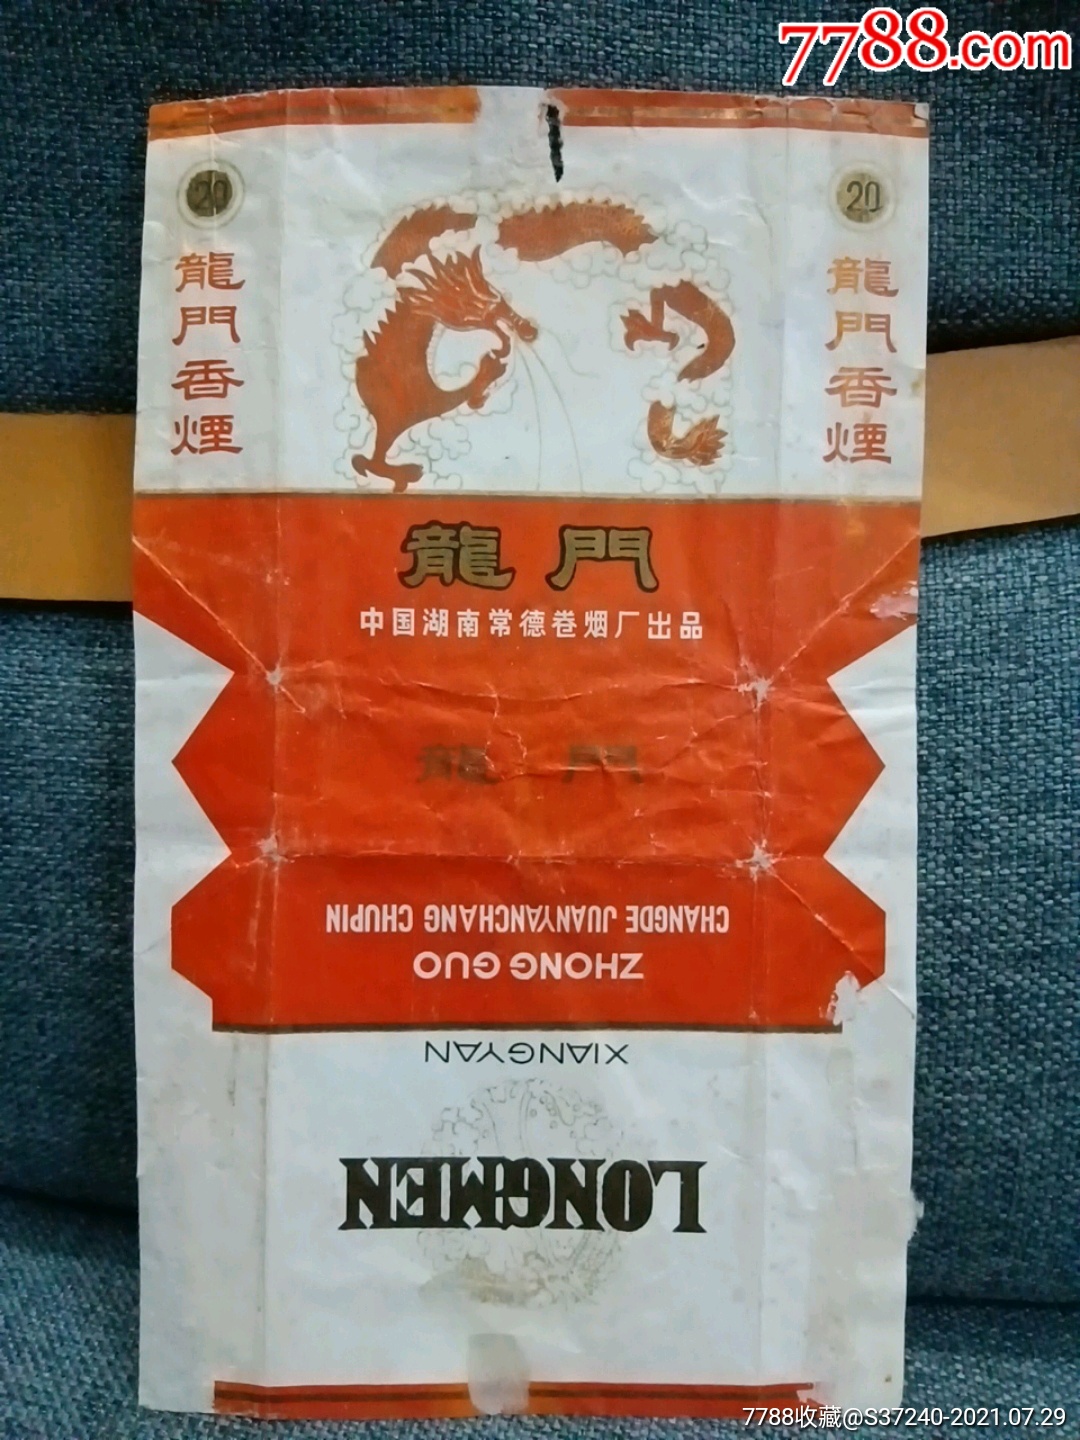 7788.com
20
20
龍門香煙
龍門香煙
龍門
中国湖南常德卷烟厂出品
龍門
CHANGDE JUANYANCHANG CHUPIN
ZHONG GUO
XIANGYAN
LONGMEN
7788收藏@S37240-2021.07.29